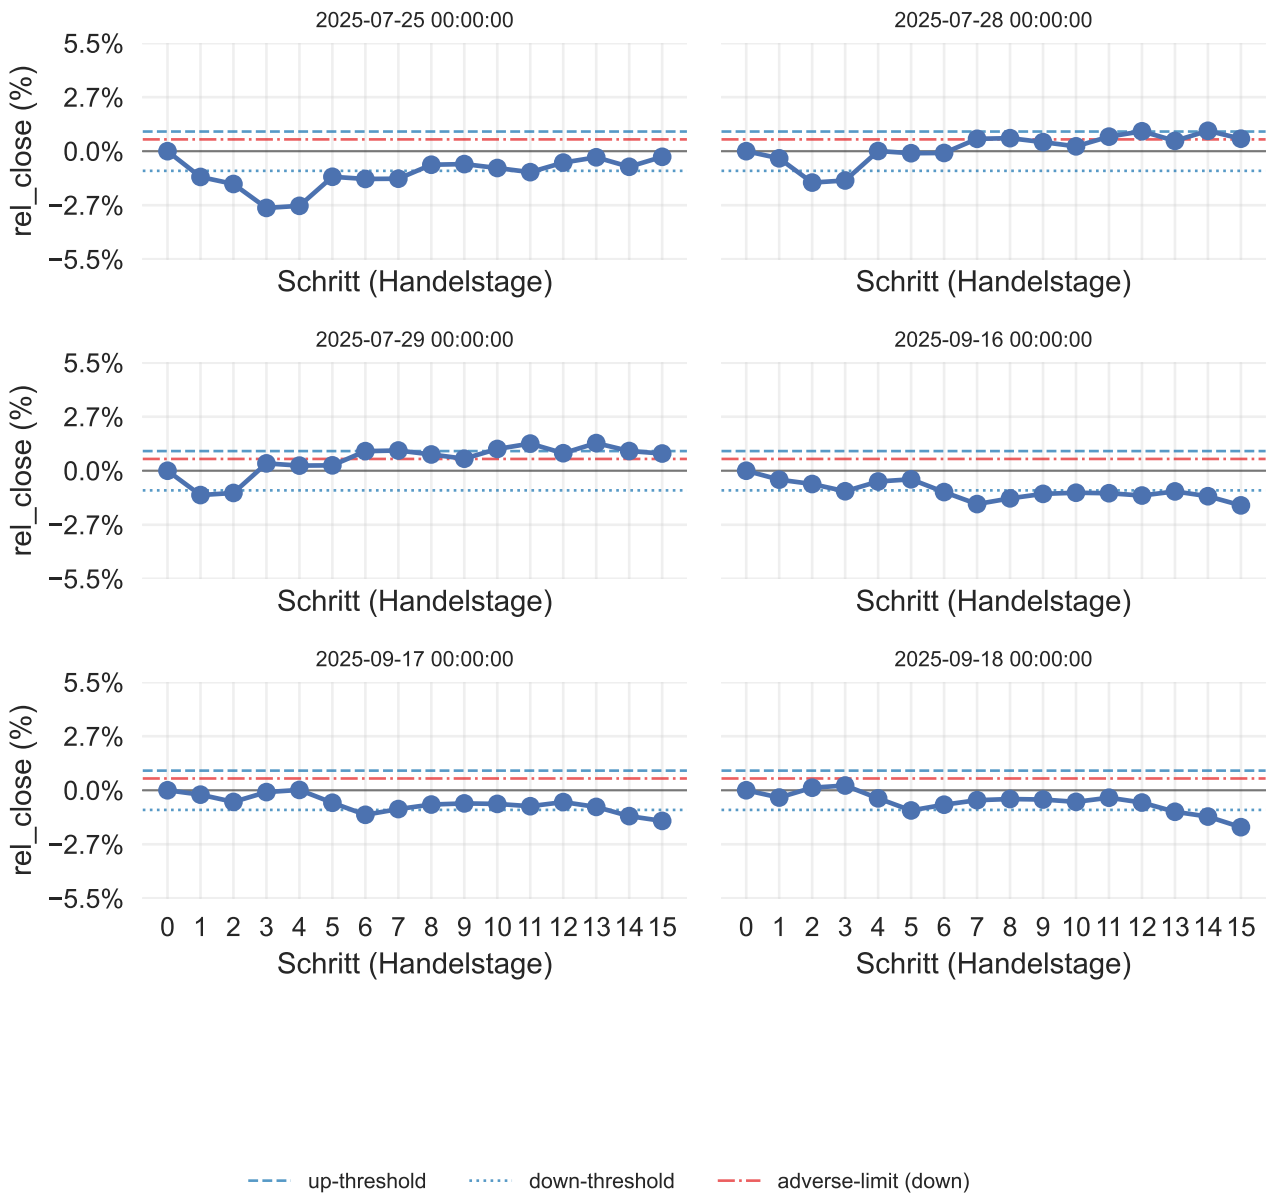 2025-07-25 00:00:00
2025-07-28 00:00:00
rel_close (%)
5.5%
2.7%
0.0%
−2.7%
−5.5%
Schritt (Handelstage)
Schritt (Handelstage)
2025-07-29 00:00:00
2025-09-16 00:00:00
rel_close (%)
5.5%
2.7%
0.0%
−2.7%
−5.5%
Schritt (Handelstage)
Schritt (Handelstage)
2025-09-17 00:00:00
2025-09-18 00:00:00
rel_close (%)
5.5%
2.7%
0.0%
−2.7%
−5.5%
0 1 2 3 4 5 6 7 8 9 10 11 12 13 14 15
0 1 2 3 4 5 6 7 8 9 10 11 12 13 14 15
Schritt (Handelstage)
Schritt (Handelstage)
up-threshold
down-threshold
adverse-limit (down)